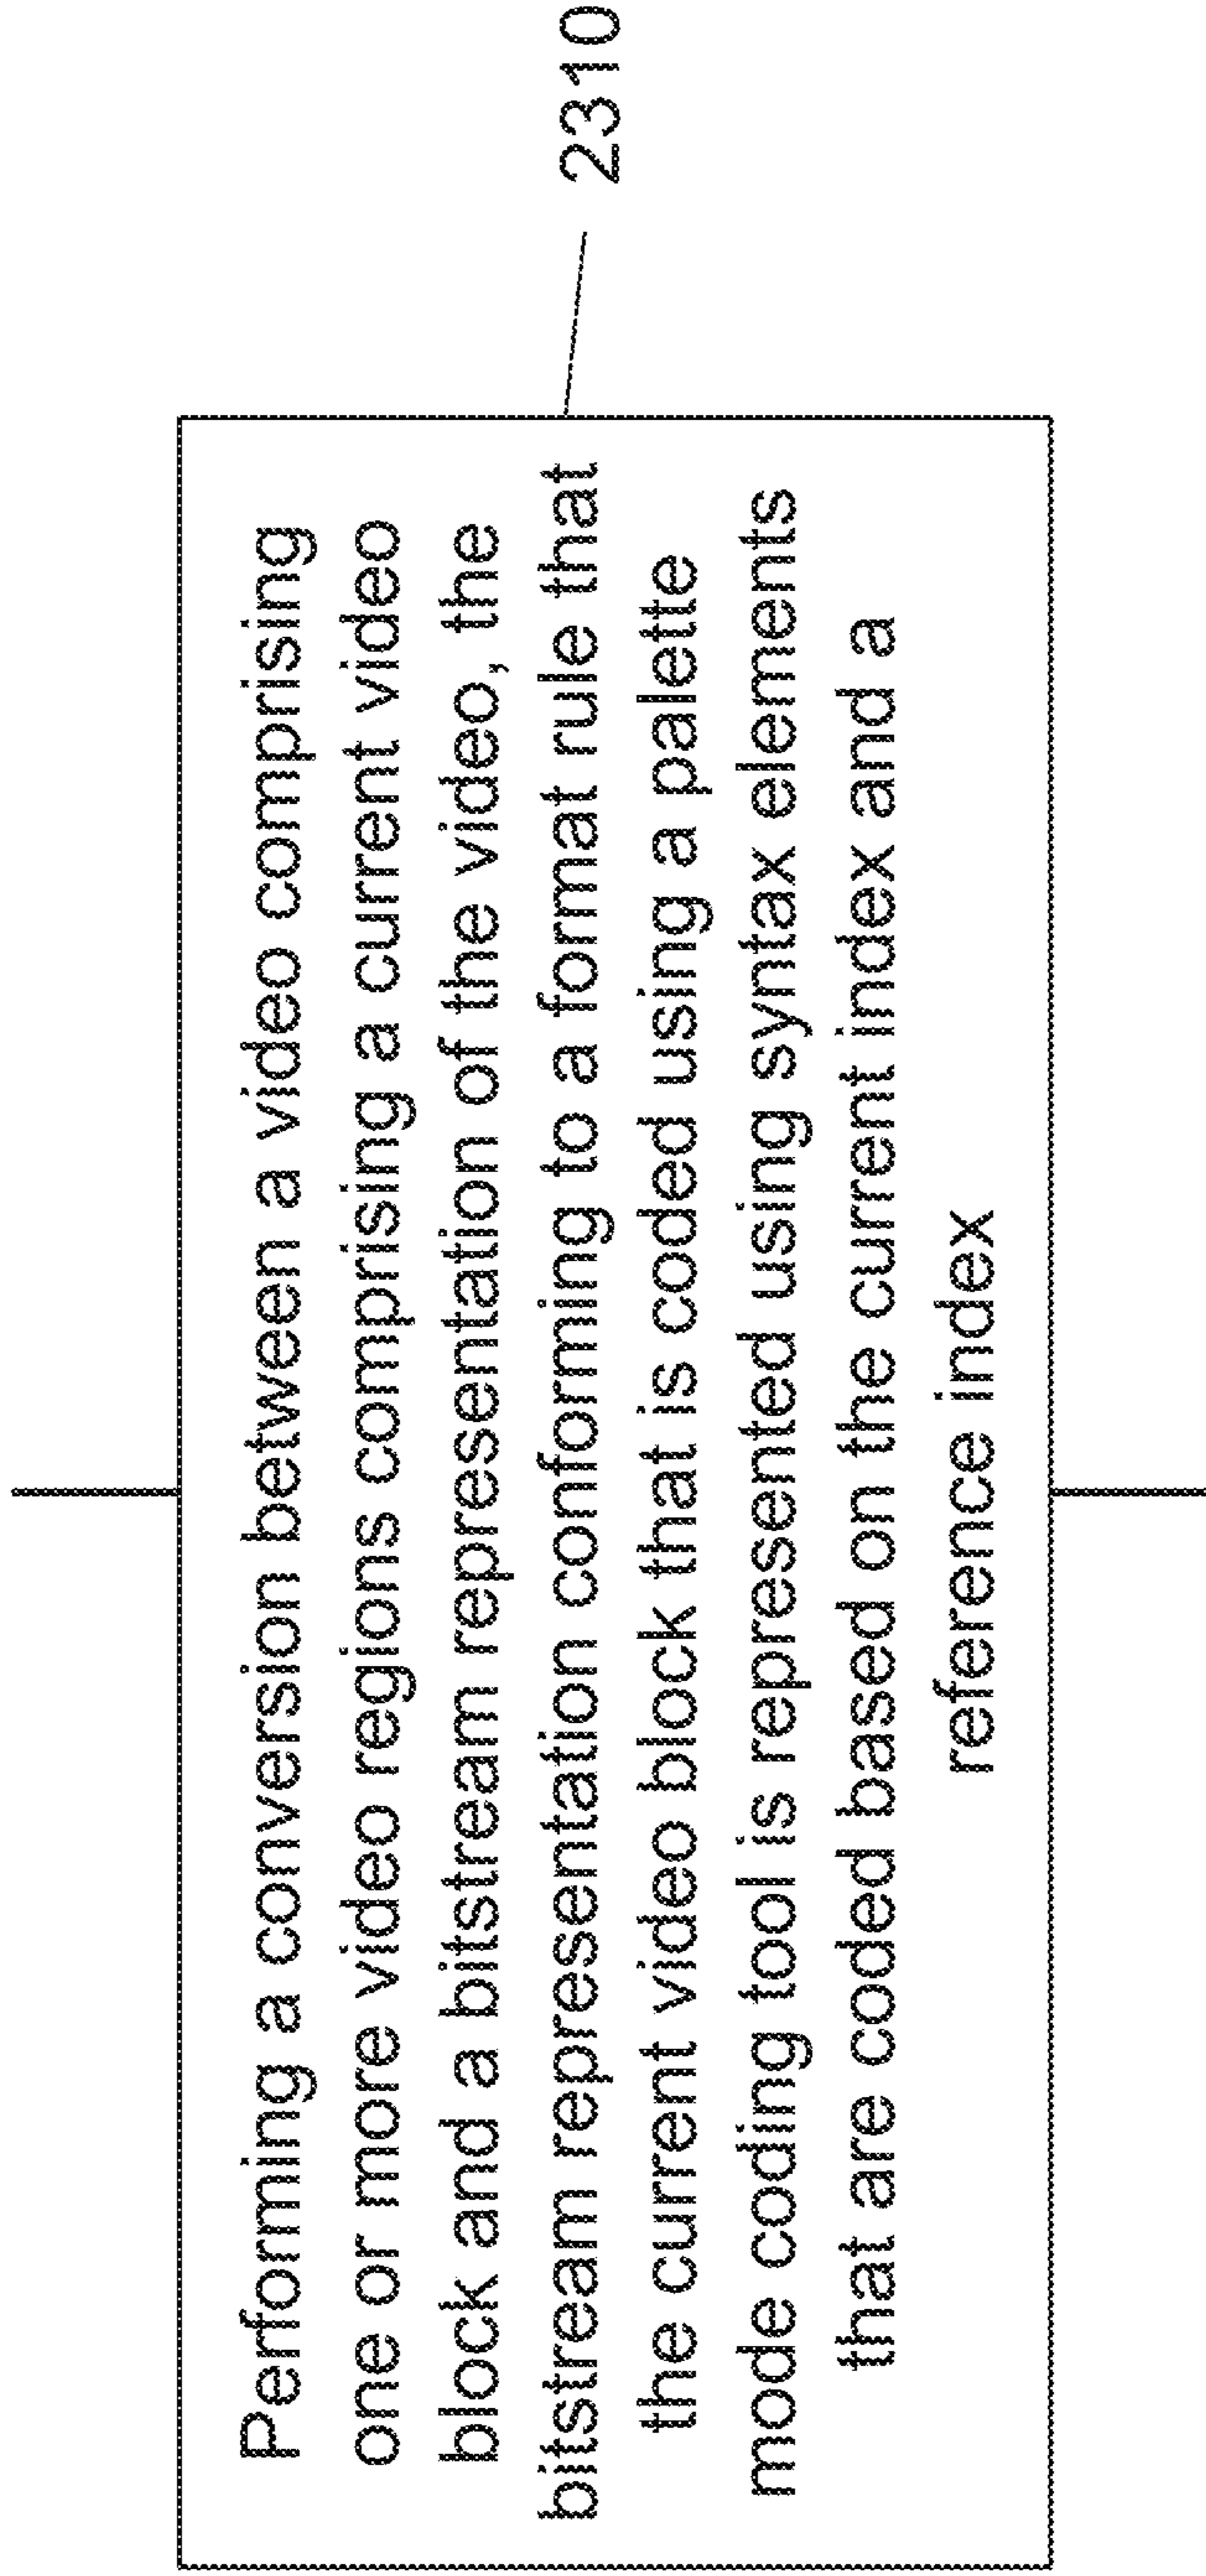 Performing a conversion between a video comprising
one or more video regions comprising a current video
block and a bitstream representation of the video, the
bitstream representation conforming to a format rule that
the current video block that is coded using a palette
mode coding tool is represented using syntax elements
that are coded based on the current index and a
reference index
2310